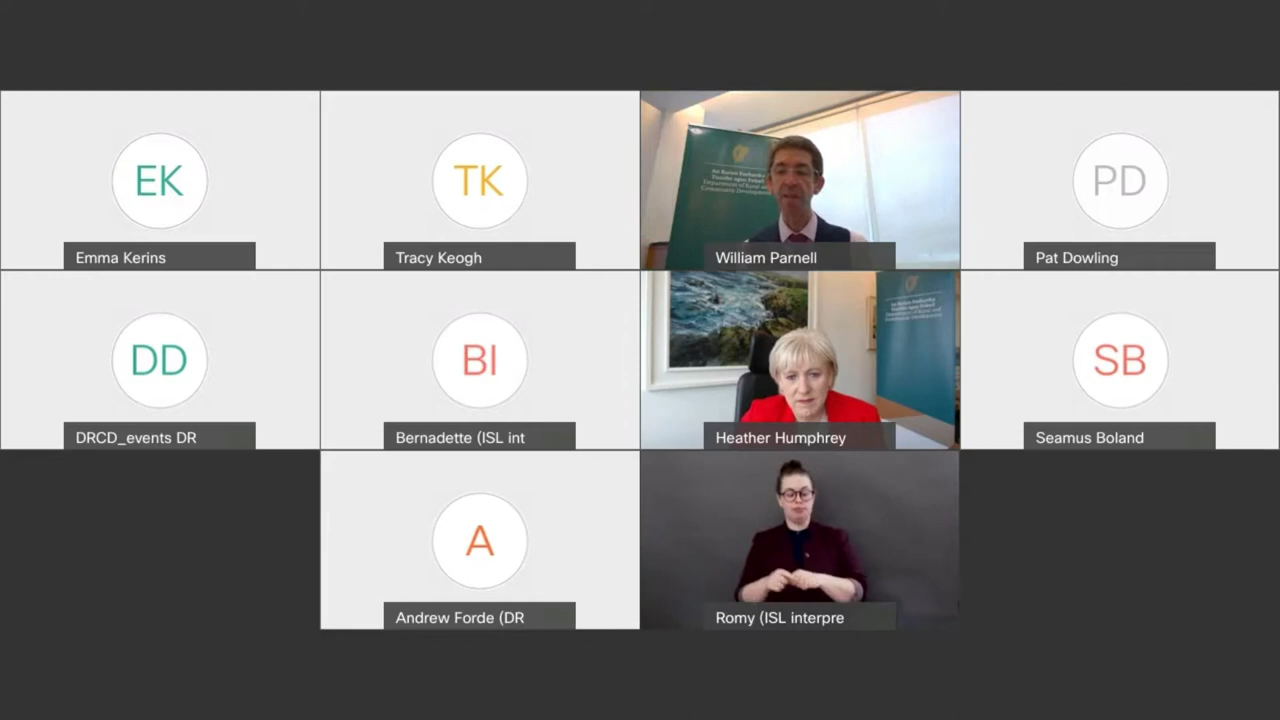 EK
TK
PD
Emma Kerins
Tracy Keogh
William Parnell
Pat Dowling
DD
BI
SB
DRCD_events DR
Bernadette (ISL int
Heather Humphrey
Seamus Boland
A
Andrew Forde (DR
Romy (ISL interpre